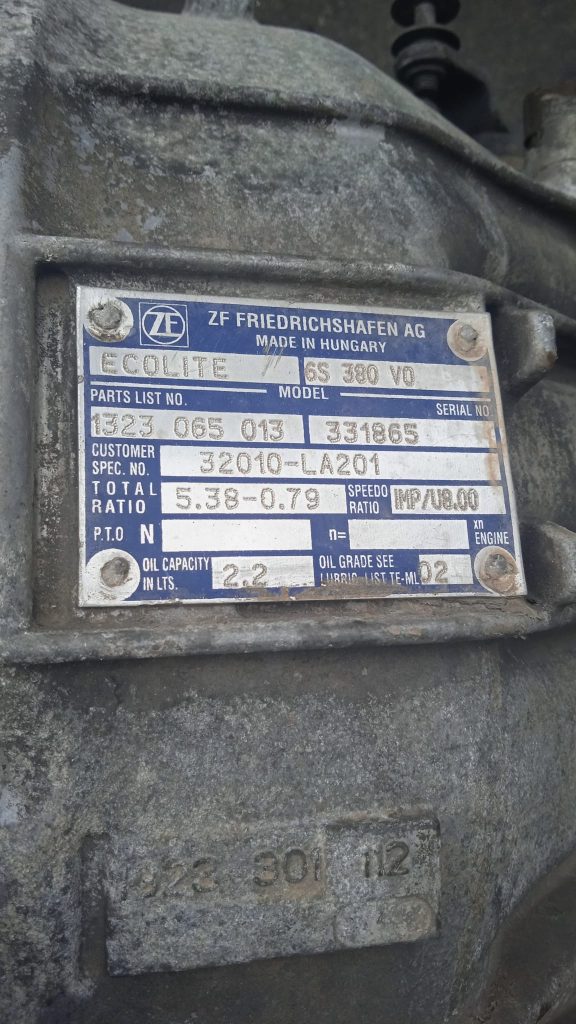 ZF ZF FRIEDRICHSHAFEN AG
MADE IN HUNGARY
ECOLITE 6S 380 VO
MODEL
PARTS LIST NO. SERIAL NO
1323 065 013 331865
CUSTOMER SPEC. NO. 32010-LA201
TOTAL RATIO 5.38-0.79 SPEEDO RATIO IMP/U8.00
P.T.O N n= xn ENGINE
OIL CAPACITY IN LTS. 2.2 OIL GRADE SEE LUBRIC. LIST TE-ML 02
323 301 112